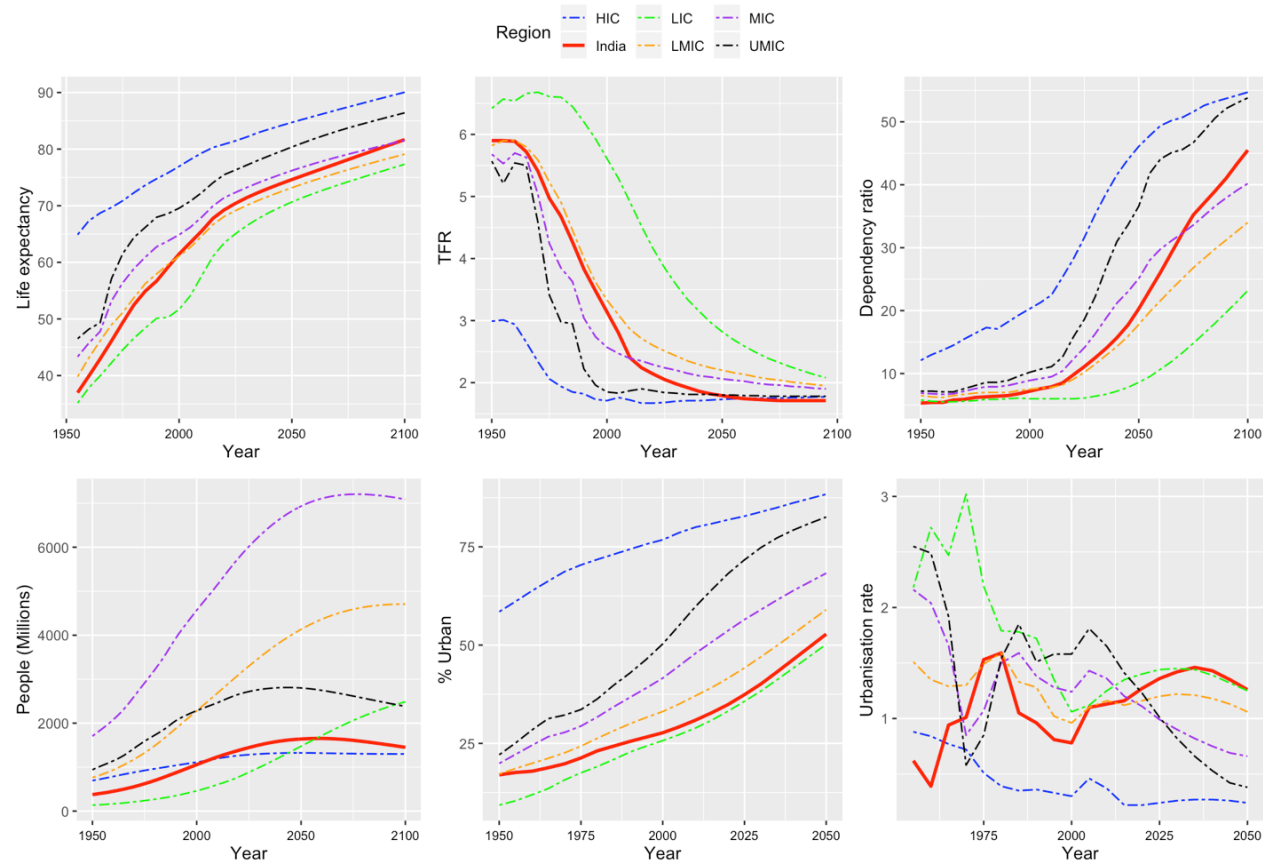 Region
HIC
LIC
MIC
India
LMIC
UMIC
Life expectancy
90
80
70
60
50
40
1950
2000
2050
2100
Year
TFR
6
5
4
3
2
1950
2000
2050
2100
Year
Dependency ratio
50
40
30
20
10
1950
2000
2050
2100
Year
People (Millions)
6000
4000
2000
0
1950
2000
2050
2100
Year
% Urban
75
50
25
1950
1975
2000
2025
2050
Year
Urbanisation rate
3
2
1
1975
2000
2025
2050
Year